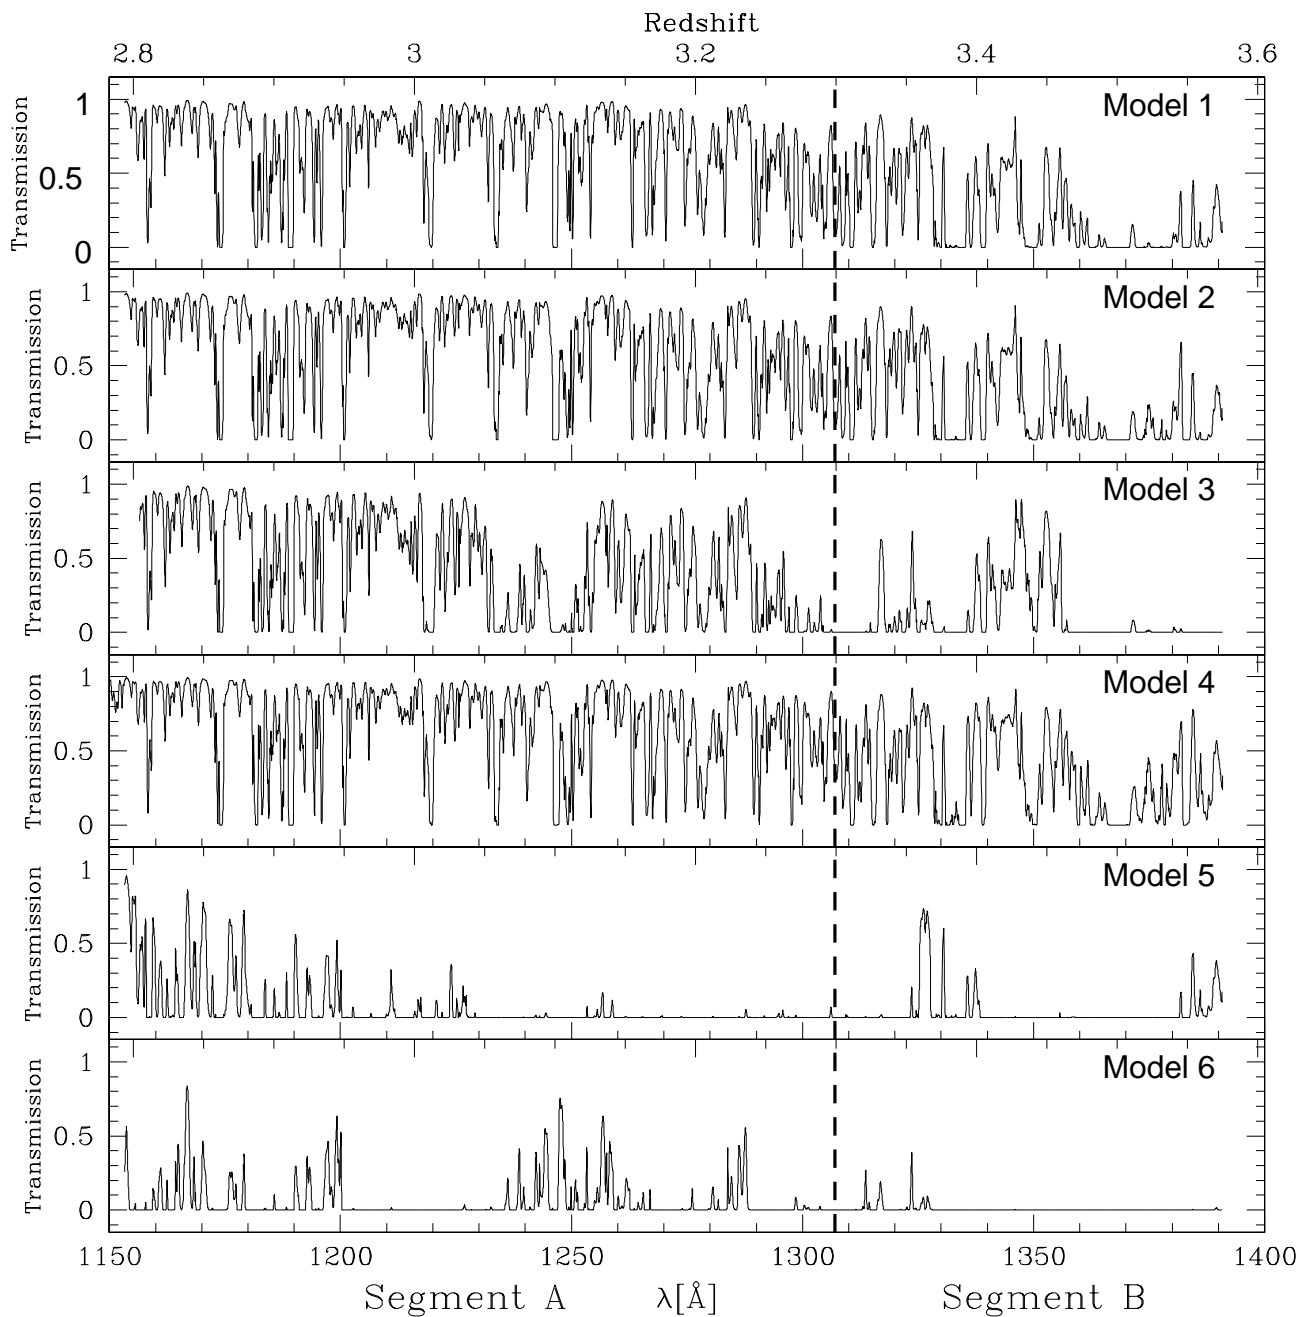 Redshift
2.8 3 3.2 3.4 3.6
Model 1
Transmission
1
0.5
0
Model 2
Transmission
1
0.5
0
Model 3
Transmission
1
0.5
0
Model 4
Transmission
1
0.5
0
Model 5
Transmission
1
0.5
0
Model 6
Transmission
1
0.5
0
1150 1200 1250 1300 1350 1400
Segment A λ[Å] Segment B